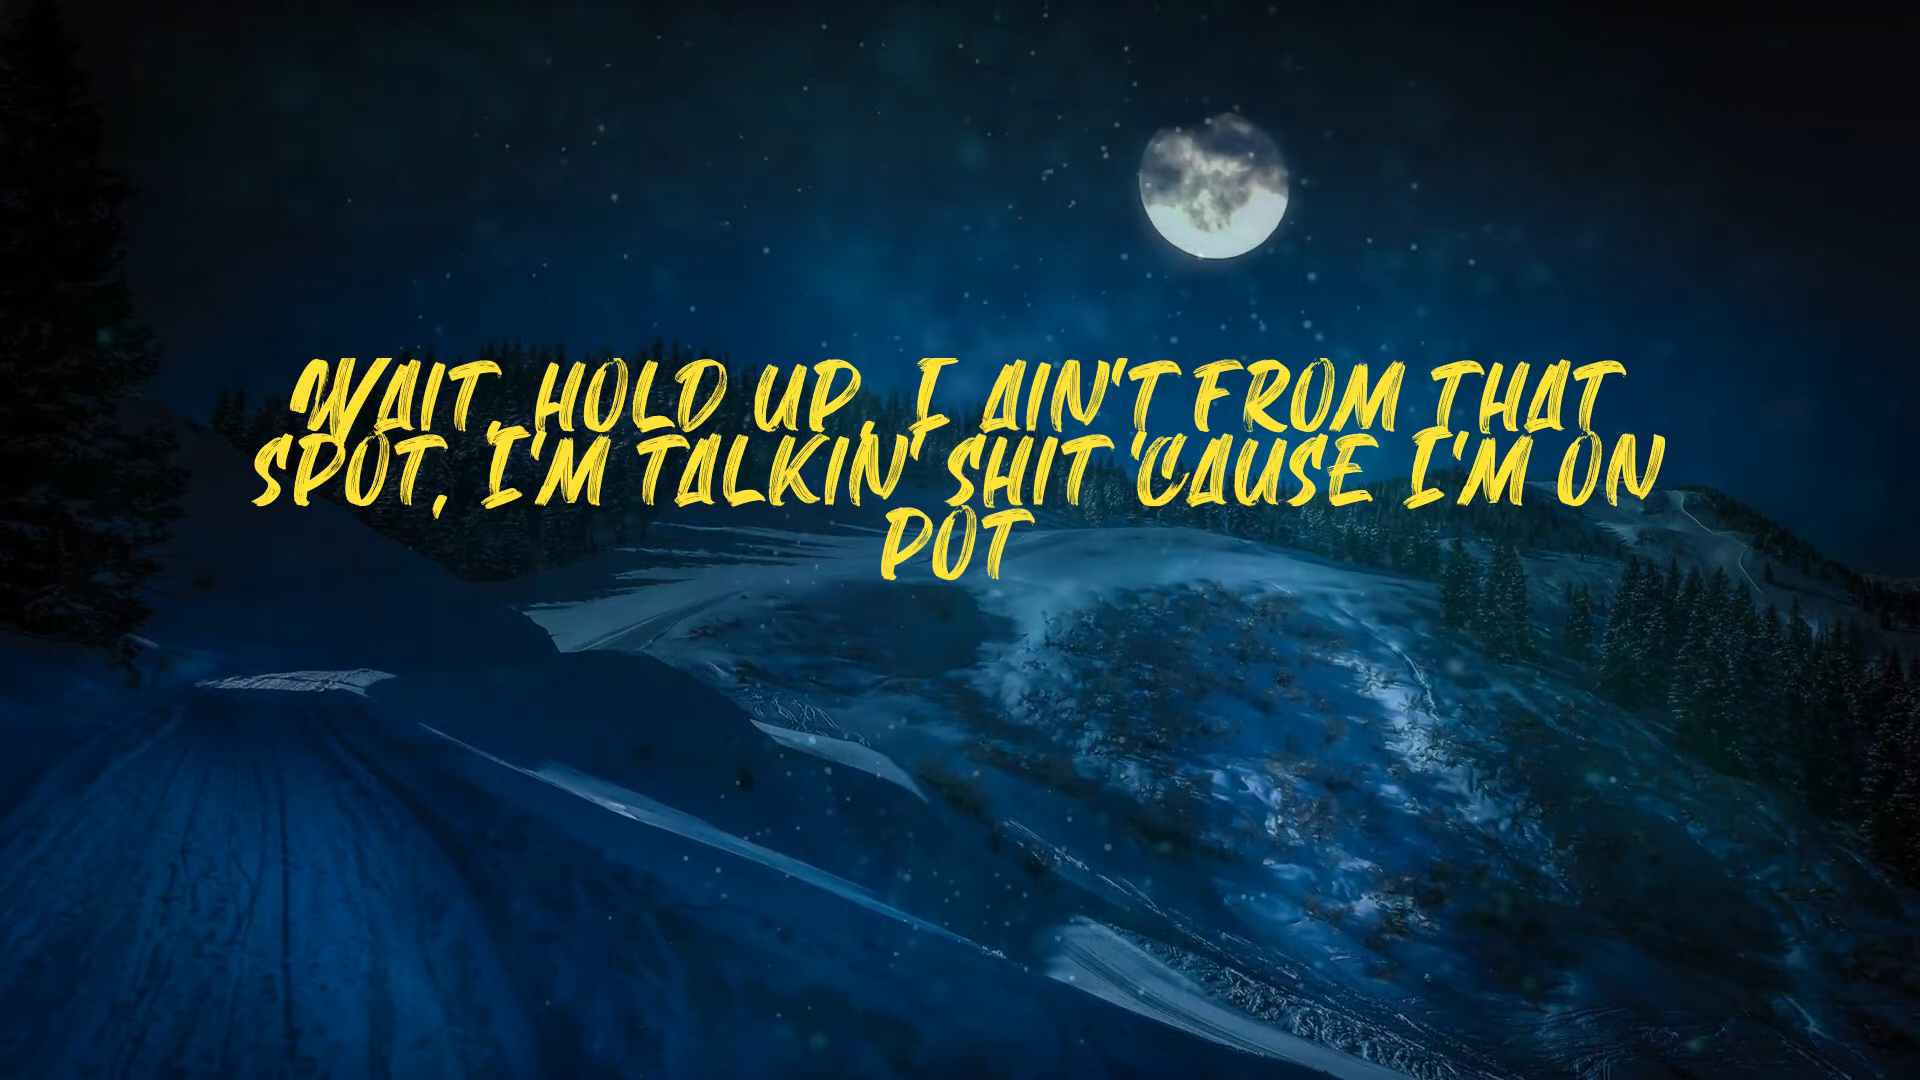 WAIT, HOLD UP, I AIN'T FROM THAT
SPOT, I'M TALKIN' SHIT 'CAUSE I'M ON
POT